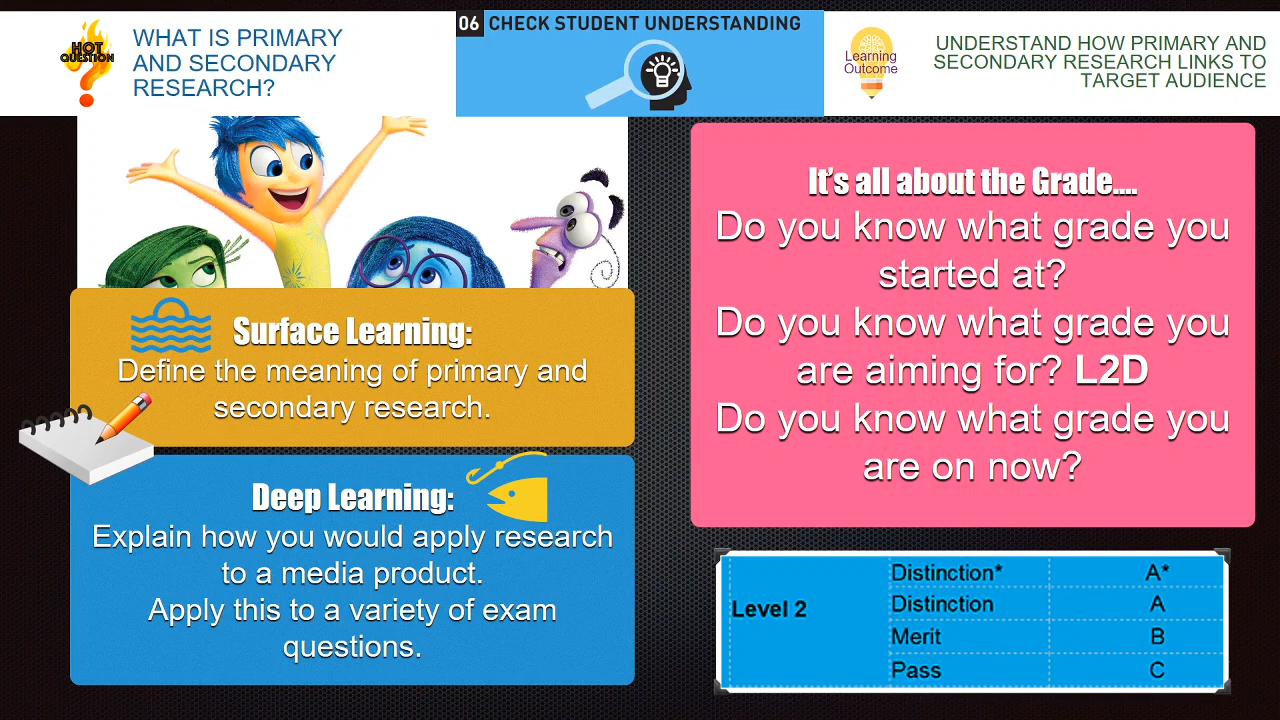 HOT
QUESTION
WHAT IS PRIMARY
AND SECONDARY
RESEARCH?
06 CHECK STUDENT UNDERSTANDING
Learning
Outcome
UNDERSTAND HOW PRIMARY AND
SECONDARY RESEARCH LINKS TO
TARGET AUDIENCE
Surface Learning:
Define the meaning of primary and
secondary research.
Deep Learning:
Explain how you would apply research
to a media product.
Apply this to a variety of exam
questions.
It's all about the Grade....
Do you know what grade you
started at?
Do you know what grade you
are aiming for? L2D
Do you know what grade you
are on now?
Level 2
Distinction* A*
Distinction A
Merit B
Pass C